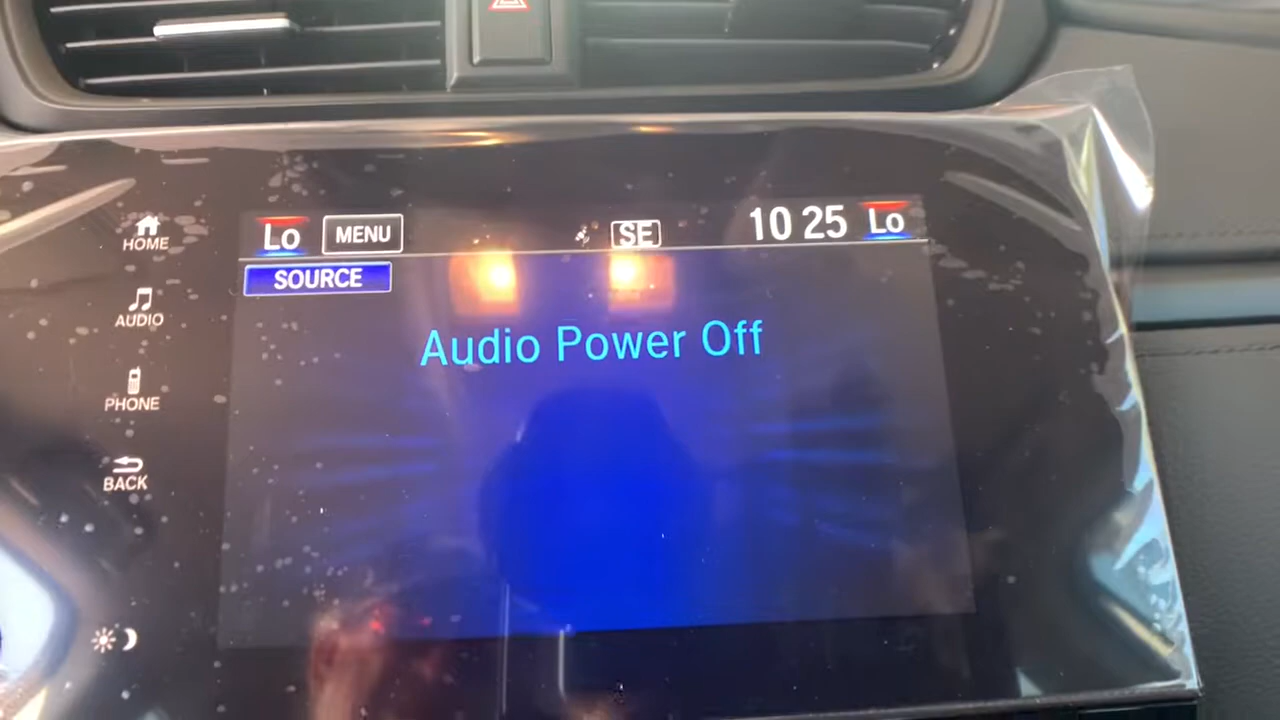 HOME
AUDIO
PHONE
BACK
Lo MENU SE 10 25 Lo
SOURCE
Audio Power Off